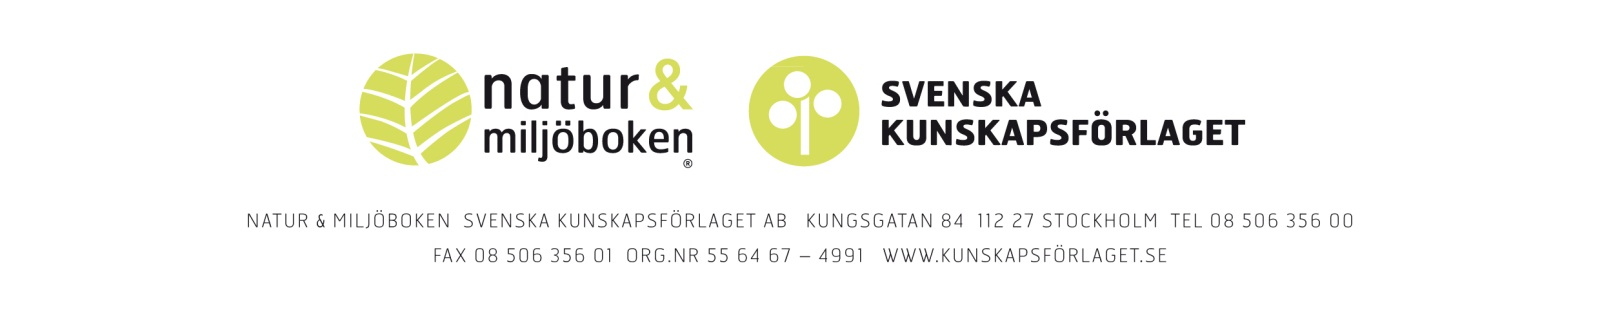 natur &
miljöboken
®
SVENSKA
KUNSKAPSFÖRLAGET
NATUR & MILJÖBOKEN SVENSKA KUNSKAPSFÖRLAGET AB KUNGSGATAN 84 112 27 STOCKHOLM TEL 08 506 356 00
FAX 08 506 356 01 ORG.NR 55 64 67 – 4991 WWW.KUNSKAPSFÖRLAGET.SE